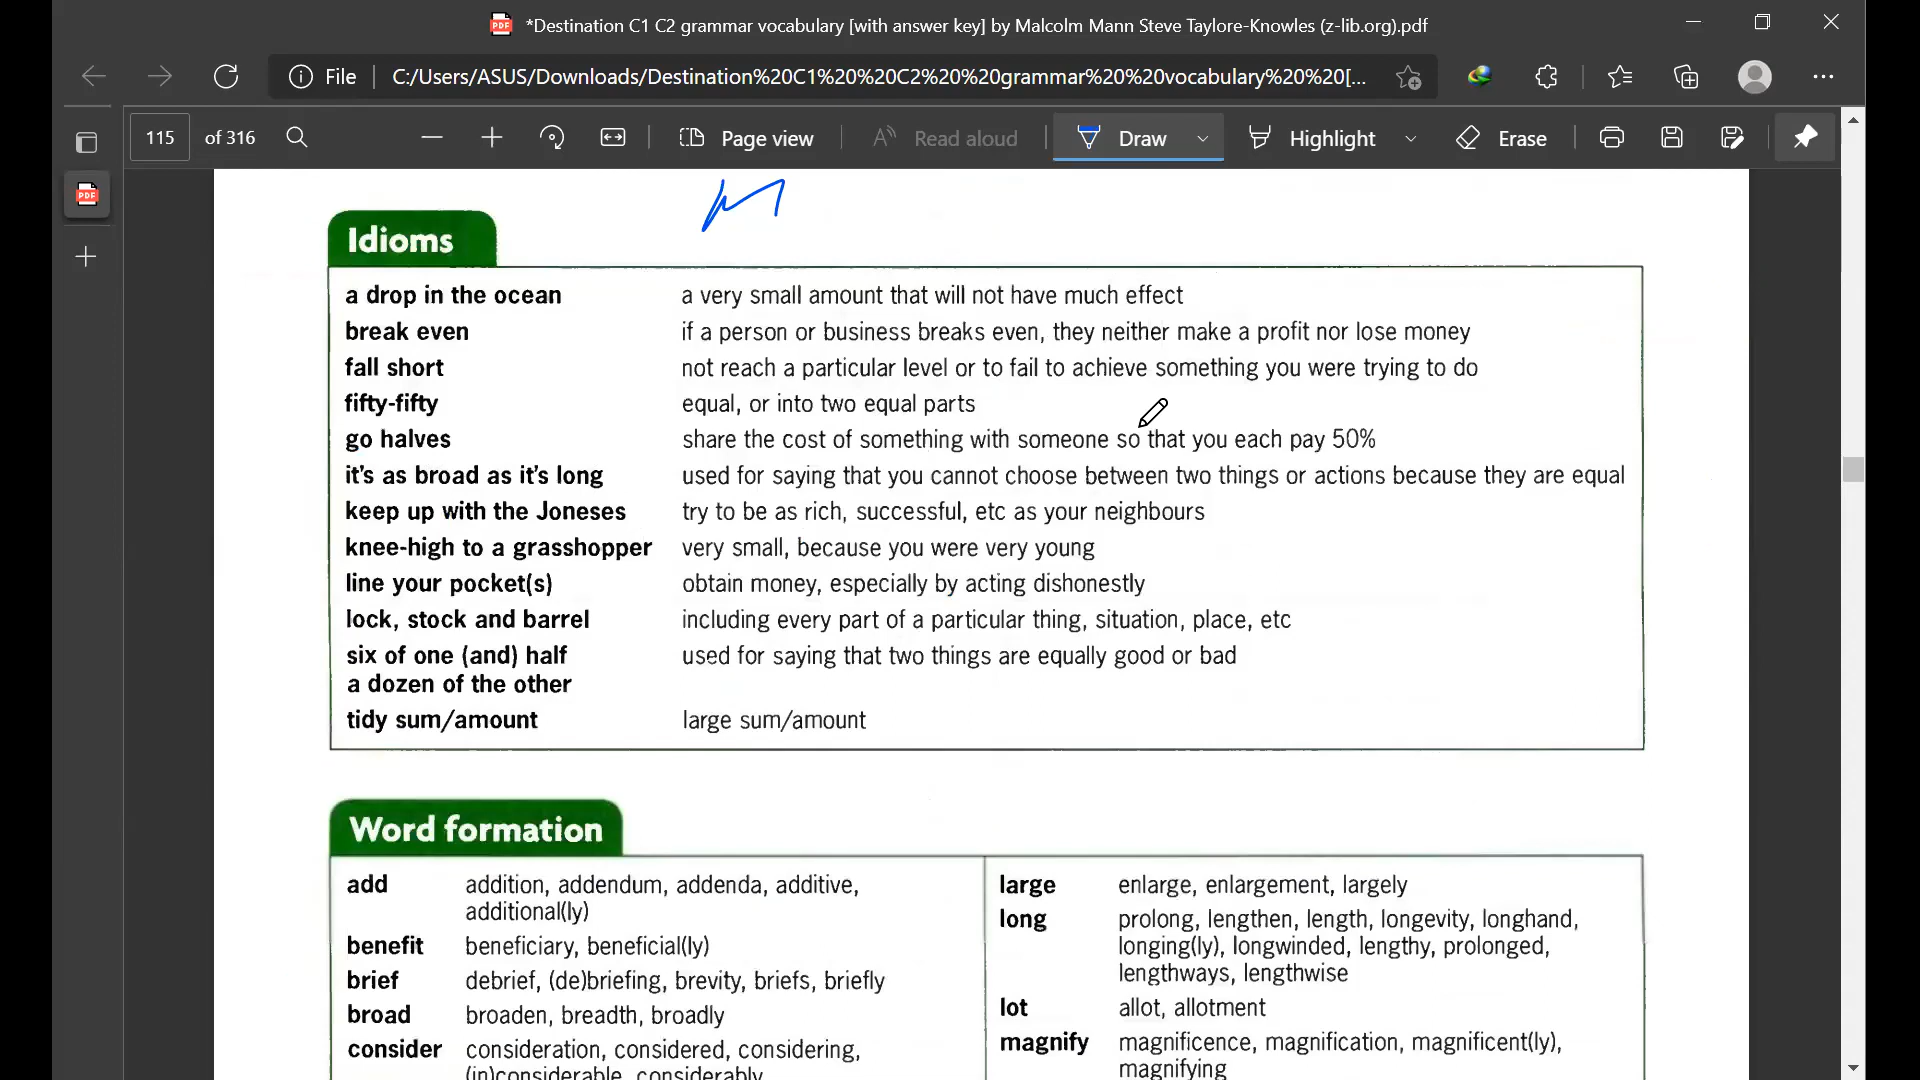 *Destination C1 C2 grammar vocabulary [with answer key] by Malcolm Mann Steve Taylore-Knowles (z-lib.org).pdf
File C:/Users/ASUS/Downloads/Destination%20C1%20%20C2%20%20grammar%20%20vocabulary%20%20[...
115 of 316 Page view Read aloud Draw Highlight Erase
Idioms
a drop in the ocean a very small amount that will not have much effect
break even if a person or business breaks even, they neither make a profit nor lose money
fall short not reach a particular level or to fail to achieve something you were trying to do
fifty-fifty equal, or into two equal parts
go halves share the cost of something with someone so that you each pay 50%
it's as broad as it's long used for saying that you cannot choose between two things or actions because they are equal
keep up with the Joneses try to be as rich, successful, etc as your neighbours
knee-high to a grasshopper very small, because you were very young
line your pocket(s) obtain money, especially by acting dishonestly
lock, stock and barrel including every part of a particular thing, situation, place, etc
six of one (and) half used for saying that two things are equally good or bad
a dozen of the other
tidy sum/amount large sum/amount
Word formation
add addition, addendum, addenda, additive,
additional(ly)
benefit beneficiary, beneficial(ly)
brief debrief, (de)briefing, brevity, briefs, briefly
broad broaden, breadth, broadly
consider consideration, considered, considering,
(in)considerable, considerably
large enlarge, enlargement, largely
long prolong, lengthen, length, longevity, longhand,
longing(ly), longwinded, lengthy, prolonged,
lengthways, lengthwise
lot allot, allotment
magnify magnificence, magnification, magnificent(ly),
magnifying